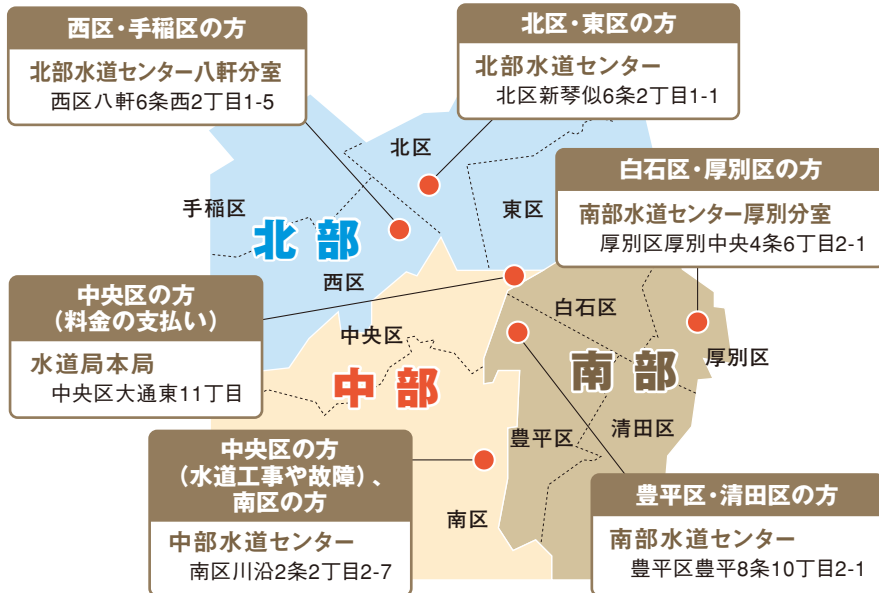 西区・手稲区の方
北部水道センター八軒分室
西区八軒6条西2丁目1-5
北区・東区の方
北部水道センター
北区新琴似6条2丁目1-1
白石区・厚別区の方
南部水道センター厚別分室
厚別区厚別中央4条6丁目2-1
北区
手稲区
東区
北部
西区
中央区の方
(料金の支払い)
水道局本局
中央区大通東11丁目
中央区
白石区
厚別区
中部
南部
豊平区
清田区
南区
中央区の方
(水道工事や故障)、
南区の方
中部水道センター
南区川沿2条2丁目2-7
豊平区・清田区の方
南部水道センター
豊平区豊平8条10丁目2-1